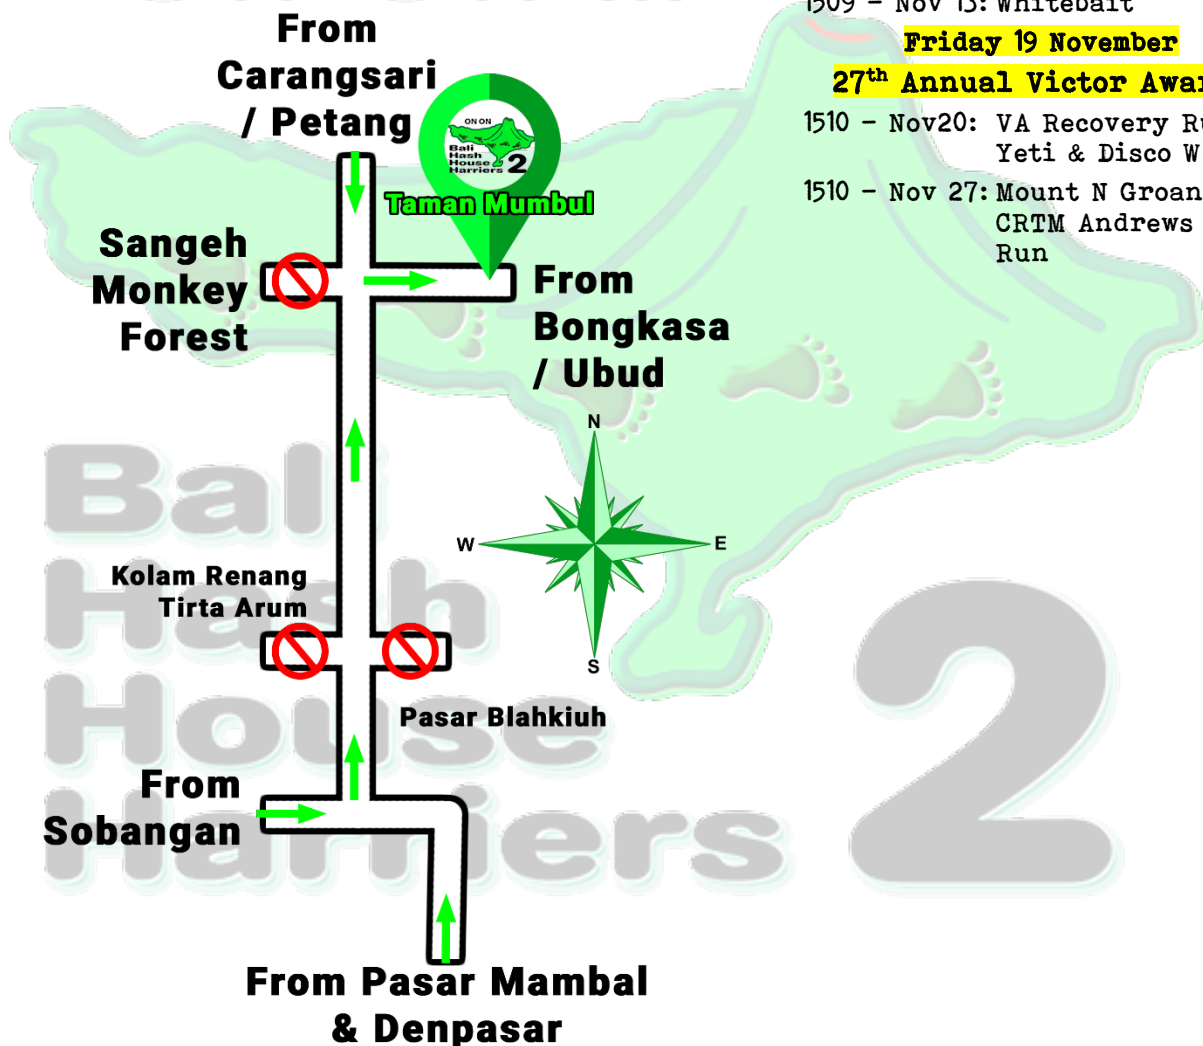 From
Carangsari
/ Petang
ON ON
Bali
Hash
House
Harriers 2
Taman Mumbul
Sangeh
Monkey
Forest
From
Bongkasa
/ Ubud
N
W
E
S
Kolam Renang
Tirta Arum
Pasar Blahkiuh
From
Sobangan
From Pasar Mambal
& Denpasar
1509 – Nov 13: Whitebait
Friday 19 November
27th Annual Victor Awar
1510 – Nov20: VA Recovery Ru
Yeti & Disco W
1510 – Nov 27: Mount N Groan
CRTM Andrews
Run
Bali
Hash
House
Harriers 2